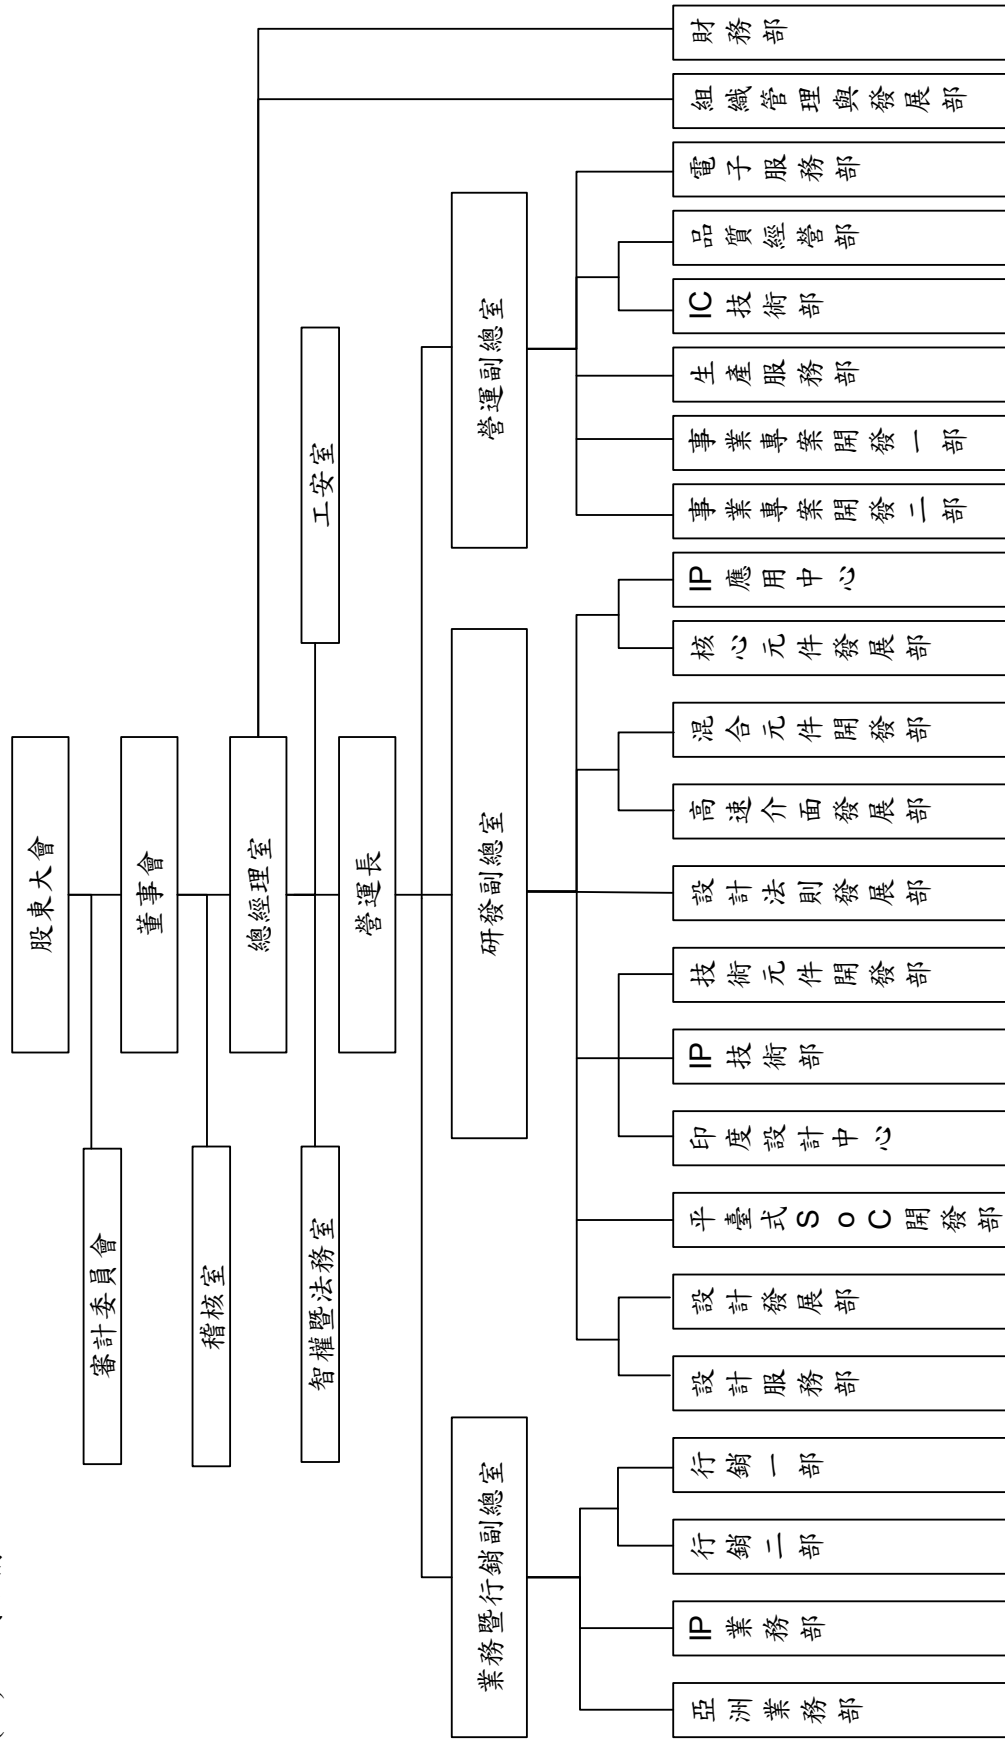 股東大會
審計委員會
董事會
稽核室
總經理室
智權暨法務室
工安室
營運長
業務暨行銷副總室
研發副總室
營運副總室
亞洲業務部
IP業務部
行銷二部
行銷一部
設計服務部
設計發展部
平臺式SoC開發部
印度設計中心
IP技術部
技術元件開發部
設計法則發展部
高速介面發展部
混合元件開發部
核心元件發展部
IP應用中心
事業專案開發二部
事業專案開發一部
生產服務部
IC技術部
品質經營部
電子服務部
組織管理與發展部
財務部